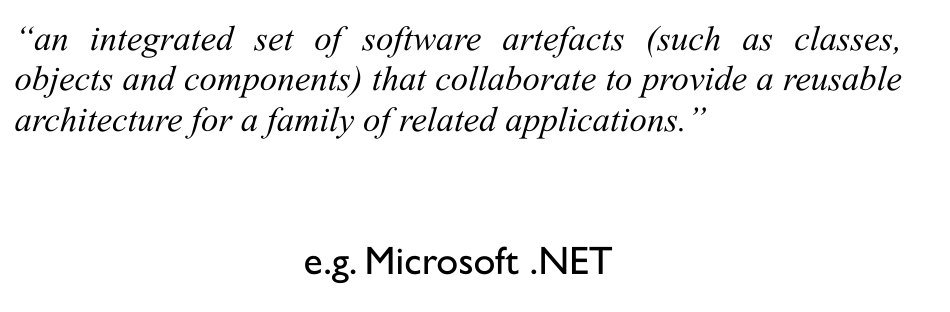 “an integrated set of software artefacts (such as classes,
objects and components) that collaborate to provide a reusable
architecture for a family of related applications.”
e.g. Microsoft .NET